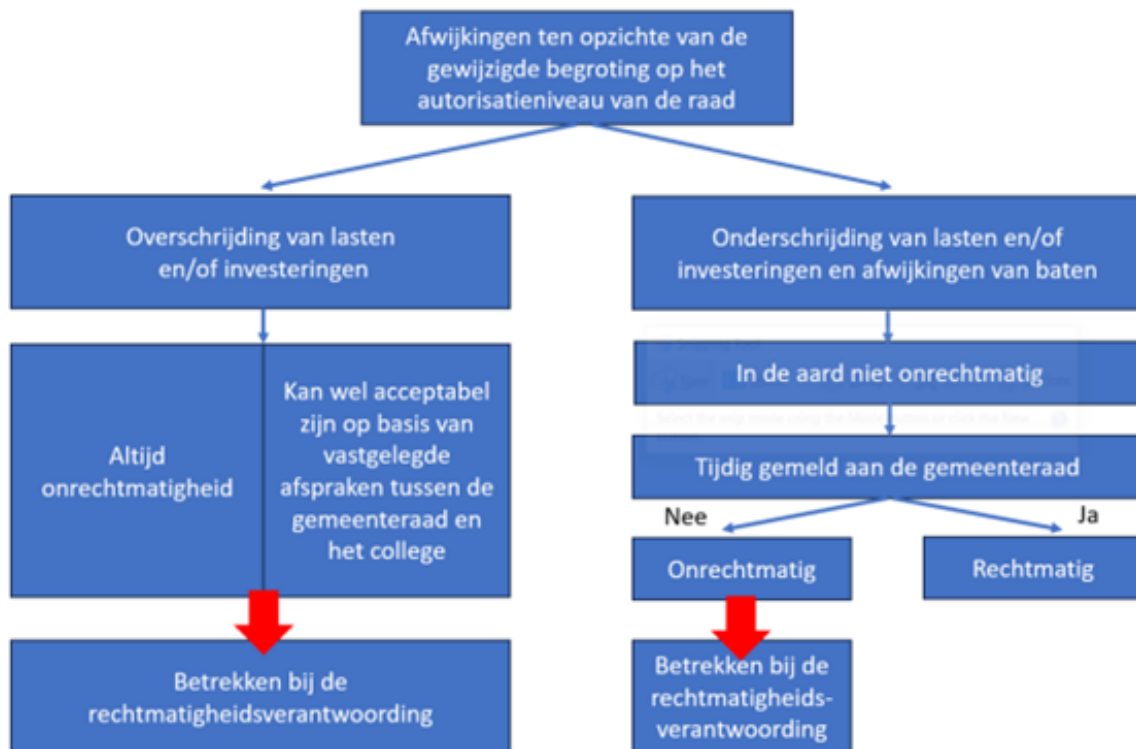 Afwijkingen ten opzichte van de
gewijzigde begroting op het
autorisatieniveau van de raad
Overschrijding van lasten
en/of investeringen
Altijd
onrechtmatigheid
Kan wel acceptabel
zijn op basis van
vastgelegde
afspraken tussen de
gemeenteraad en
het college
Betrekken bij de
rechtmatigheidsverantwoording
Onderschrijding van lasten en/of
investeringen en afwijkingen van baten
In de aard niet onrechtmatig
Tijdig gemeld aan de gemeenteraad
Nee
Ja
Onrechtmatig
Rechtmatig
Betrekken bij de
rechtmatigheids-
verantwoording